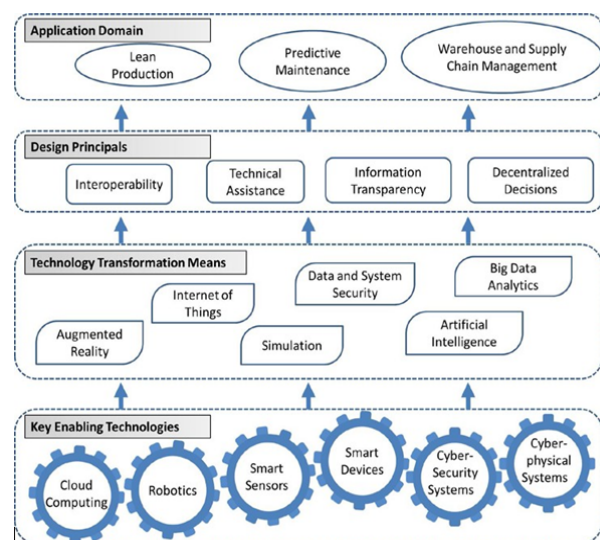 Application Domain
Lean
Production
Predictive
Maintenance
Warehouse and Supply
Chain Management
Design Principals
Interoperability
Technical
Assistance
Information
Transparency
Decentralized
Decisions
Technology Transformation Means
Augmented
Reality
Internet of
Things
Simulation
Data and System
Security
Artificial
Intelligence
Big Data
Analytics
Key Enabling Technologies
Cloud
Computing
Robotics
Smart
Sensors
Smart
Devices
Cyber-
Security
Systems
Cyber-
physical
Systems